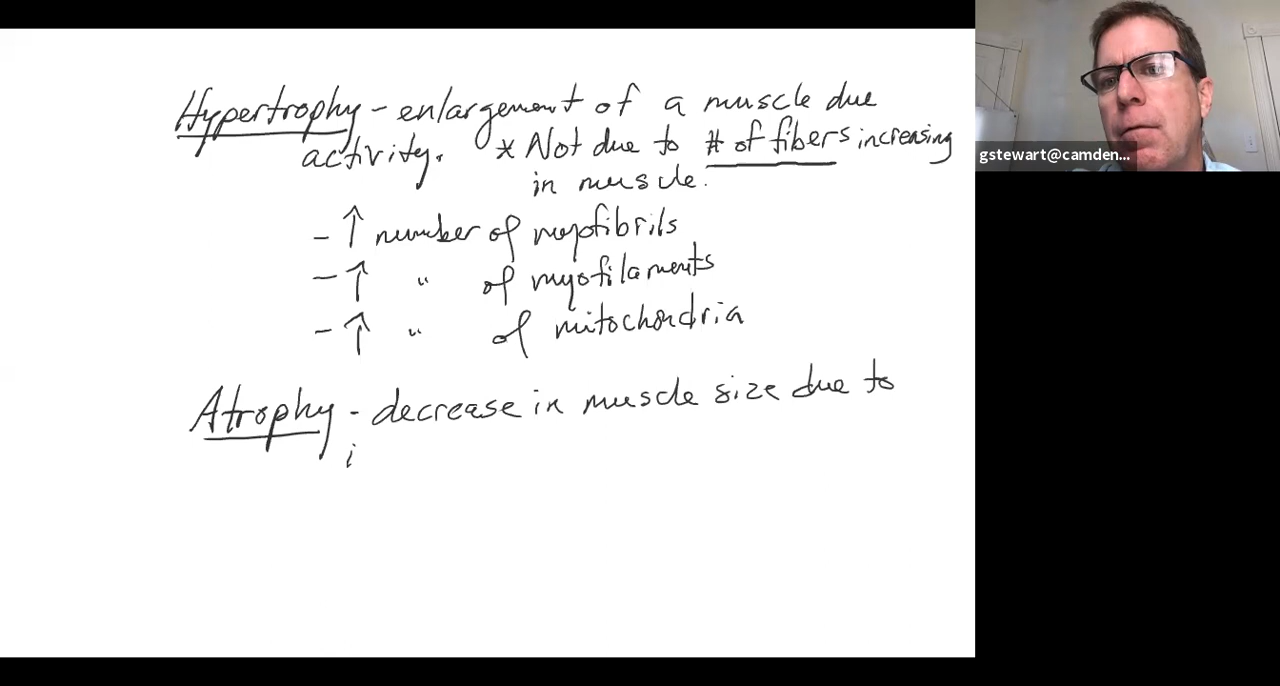 Hypertrophy - enlargement of a muscle due
activity. * Not due to # of fibers increasing
in muscle.
- ↑ number of myofibrils
- ↑ " of myofilaments
- ↑ " of mitochondria
Atrophy - decrease in muscle size due to
i
gstewart@camden...